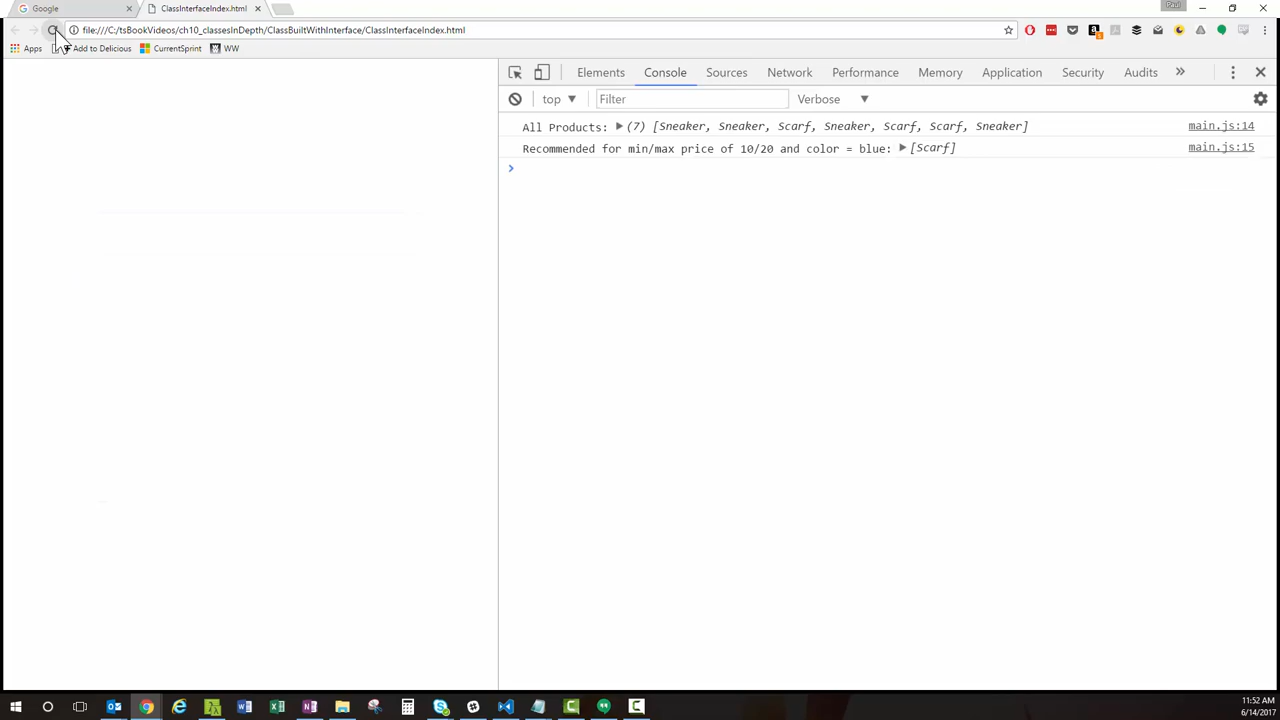 Google
ClassInterfaceIndex.html
Paul
file:///C:/tsBookVideos/ch10_classesInDepth/ClassBuiltWithInterface/ClassInterfaceIndex.html
Apps
Add to Delicious
CurrentSprint
WW
Elements Console Sources Network Performance Memory Application Security Audits »
top Filter Verbose
All Products: (7) [Sneaker, Sneaker, Scarf, Sneaker, Scarf, Scarf, Sneaker] main.js:14
Recommended for min/max price of 10/20 and color = blue: [Scarf] main.js:15
11:52 AM
6/14/2017